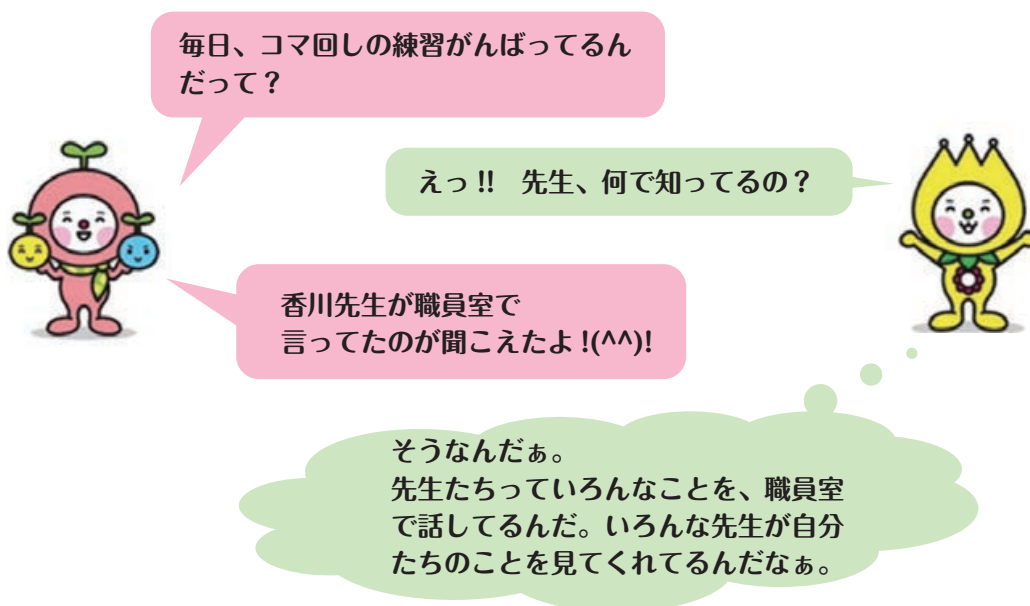 毎日、コマ回しの練習がんばってるん
だって？
えっ!!　先生、何で知ってるの？
香川先生が職員室で
言ってたのが聞こえたよ!(^^)!
そうなんだぁ。
先生たちっていろんなことを、職員室
で話してるんだ。いろんな先生が自分
たちのことを見てくれてるんだなぁ。